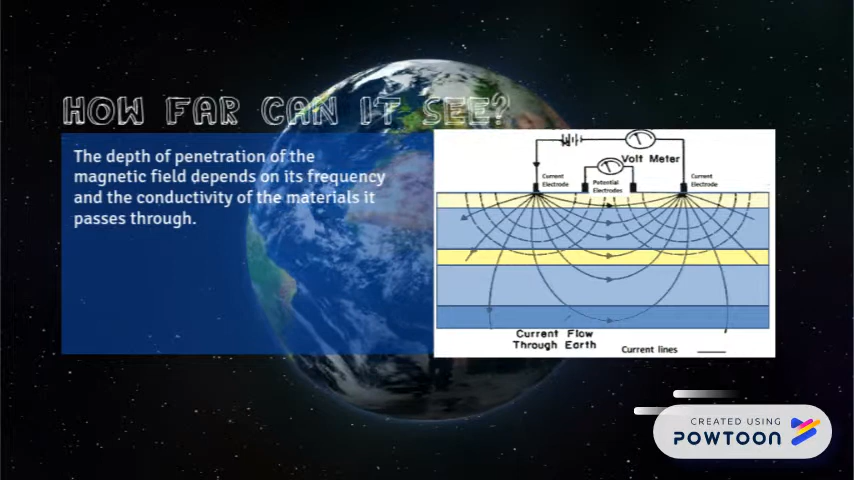 HOW FAR CAN IT SEE?
The depth of penetration of the
magnetic field depends on its frequency
and the conductivity of the materials it
passes through.
Volt Meter
Current
Electrode
Potential
Electrodes
Current
Electrode
Current Flow
Through Earth
Current lines
CREATED USING
POWTOON